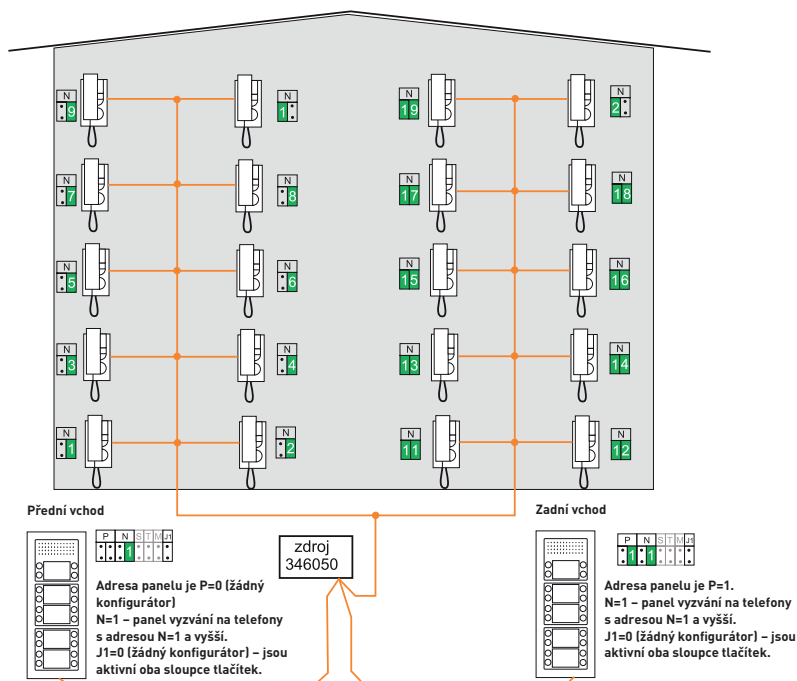 N
9
N
1
N
19
N
2
N
7
N
8
N
17
N
18
N
5
N
6
N
15
N
16
N
3
N
4
N
13
N
14
N
1
N
2
N
11
N
12
Přední vchod
P N S T M J1
1
Adresa panelu je P=0 (žádný
konfigurátor)
N=1 – panel vyzvání na telefony
s adresou N=1 a vyšší.
J1=0 (žádný konfigurátor) – jsou
aktivní oba sloupce tlačítek.
zdroj
346050
Zadní vchod
P N S T M J1
1 1
Adresa panelu je P=1.
N=1 – panel vyzvání na telefony
s adresou N=1 a vyšší.
J1=0 (žádný konfigurátor) – jsou
aktivní oba sloupce tlačítek.